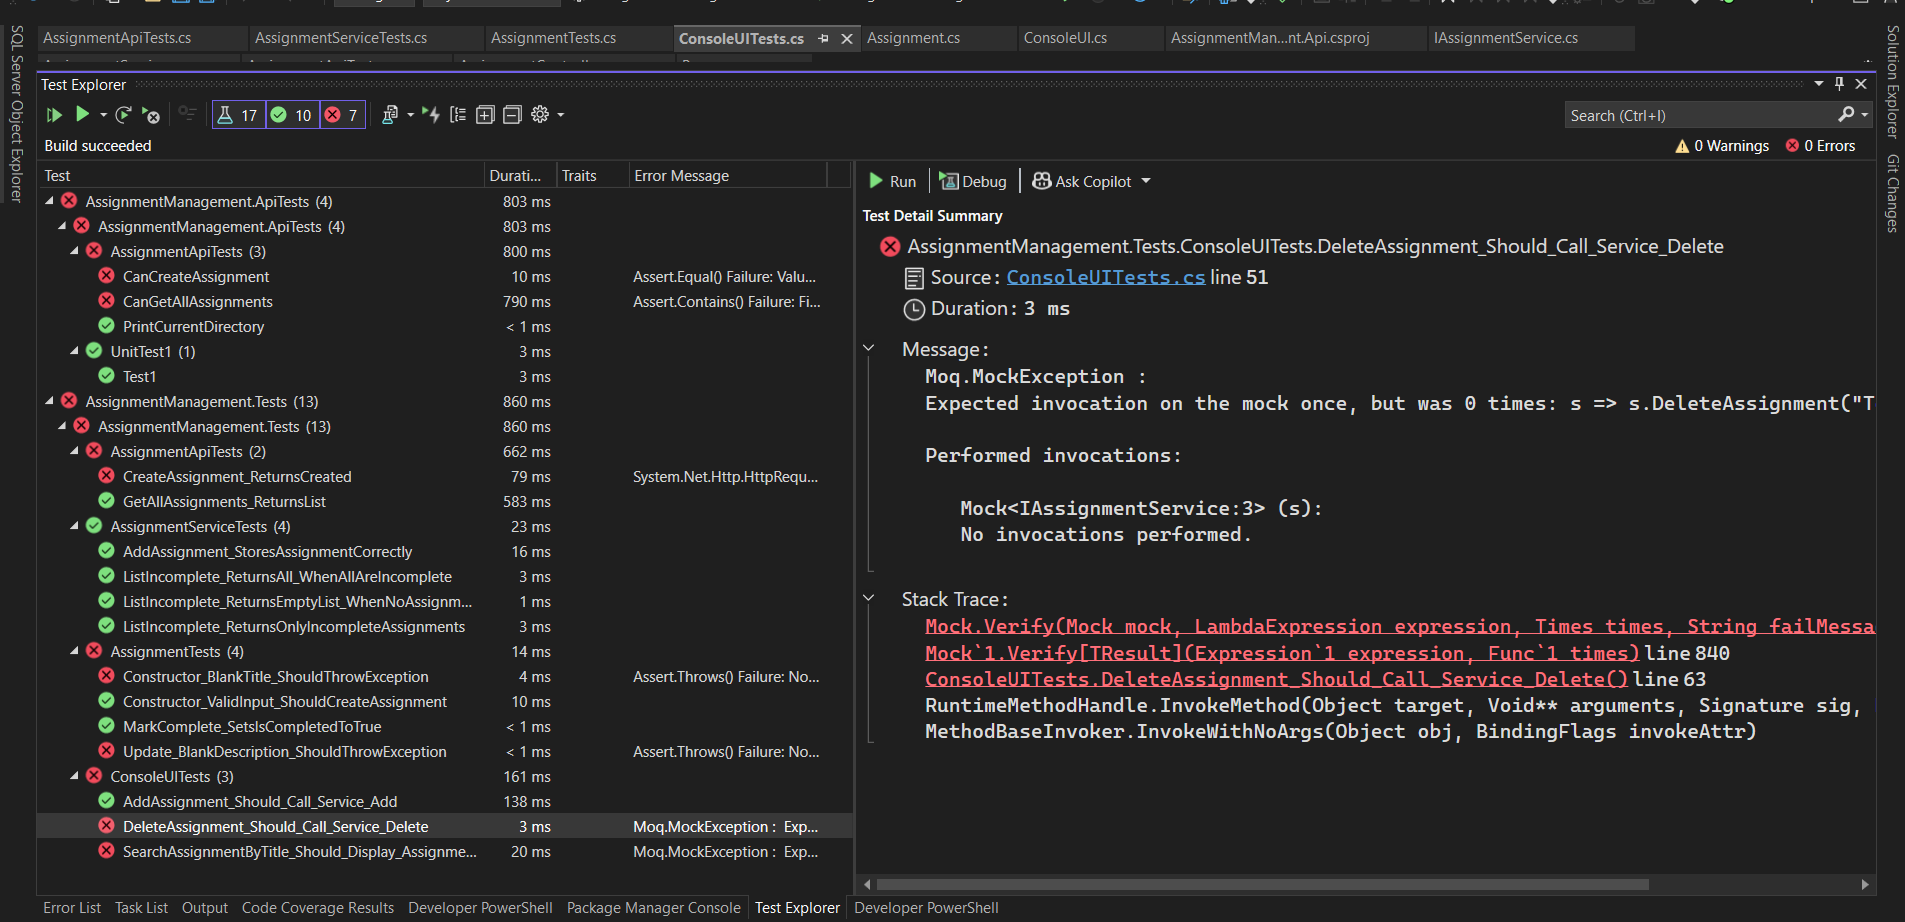 AssignmentApiTests.cs
AssignmentServiceTests.cs
AssignmentTests.cs
ConsoleUITests.cs
Assignment.cs
ConsoleUI.cs
AssignmentMan...nt.Api.csproj
IAssignmentService.cs
SQL Server Object Explorer
Solution Explorer
Git Changes
Test Explorer
17
10
7
Search (Ctrl+I)
Build succeeded
0 Warnings
0 Errors
Test Durati... Traits Error Message
AssignmentManagement.ApiTests (4) 803 ms
AssignmentManagement.ApiTests (4) 803 ms
AssignmentApiTests (3) 800 ms
CanCreateAssignment 10 ms Assert.Equal() Failure: Valu...
CanGetAllAssignments 790 ms Assert.Contains() Failure: Fi...
PrintCurrentDirectory < 1 ms
UnitTest1 (1) 3 ms
Test1 3 ms
AssignmentManagement.Tests (13) 860 ms
AssignmentManagement.Tests (13) 860 ms
AssignmentApiTests (2) 662 ms
CreateAssignment_ReturnsCreated 79 ms System.Net.Http.HttpRequ...
GetAllAssignments_ReturnsList 583 ms
AssignmentServiceTests (4) 23 ms
AddAssignment_StoresAssignmentCorrectly 16 ms
ListIncomplete_ReturnsAll_WhenAllAreIncomplete 3 ms
ListIncomplete_ReturnsEmptyList_WhenNoAssignm... 1 ms
ListIncomplete_ReturnsOnlyIncompleteAssignments 3 ms
AssignmentTests (4) 14 ms
Constructor_BlankTitle_ShouldThrowException 4 ms Assert.Throws() Failure: No...
Constructor_ValidInput_ShouldCreateAssignment 10 ms
MarkComplete_SetsIsCompletedToTrue < 1 ms
Update_BlankDescription_ShouldThrowException < 1 ms Assert.Throws() Failure: No...
ConsoleUITests (3) 161 ms
AddAssignment_Should_Call_Service_Add 138 ms
DeleteAssignment_Should_Call_Service_Delete 3 ms Moq.MockException : Exp...
SearchAssignmentByTitle_Should_Display_Assignme... 20 ms Moq.MockException : Exp...
Run
Debug
Ask Copilot
Test Detail Summary
AssignmentManagement.Tests.ConsoleUITests.DeleteAssignment_Should_Call_Service_Delete
Source: ConsoleUITests.cs line 51
Duration: 3 ms
Message:
Moq.MockException :
Expected invocation on the mock once, but was 0 times: s => s.DeleteAssignment("T
Performed invocations:
Mock<IAssignmentService:3> (s):
No invocations performed.
Stack Trace:
Mock.Verify(Mock mock, LambdaExpression expression, Times times, String failMessa
Mock`1.Verify[TResult](Expression`1 expression, Func`1 times) line 840
ConsoleUITests.DeleteAssignment_Should_Call_Service_Delete() line 63
RuntimeMethodHandle.InvokeMethod(Object target, Void** arguments, Signature sig,
MethodBaseInvoker.InvokeWithNoArgs(Object obj, BindingFlags invokeAttr)
Error List
Task List
Output
Code Coverage Results
Developer PowerShell
Package Manager Console
Test Explorer
Developer PowerShell